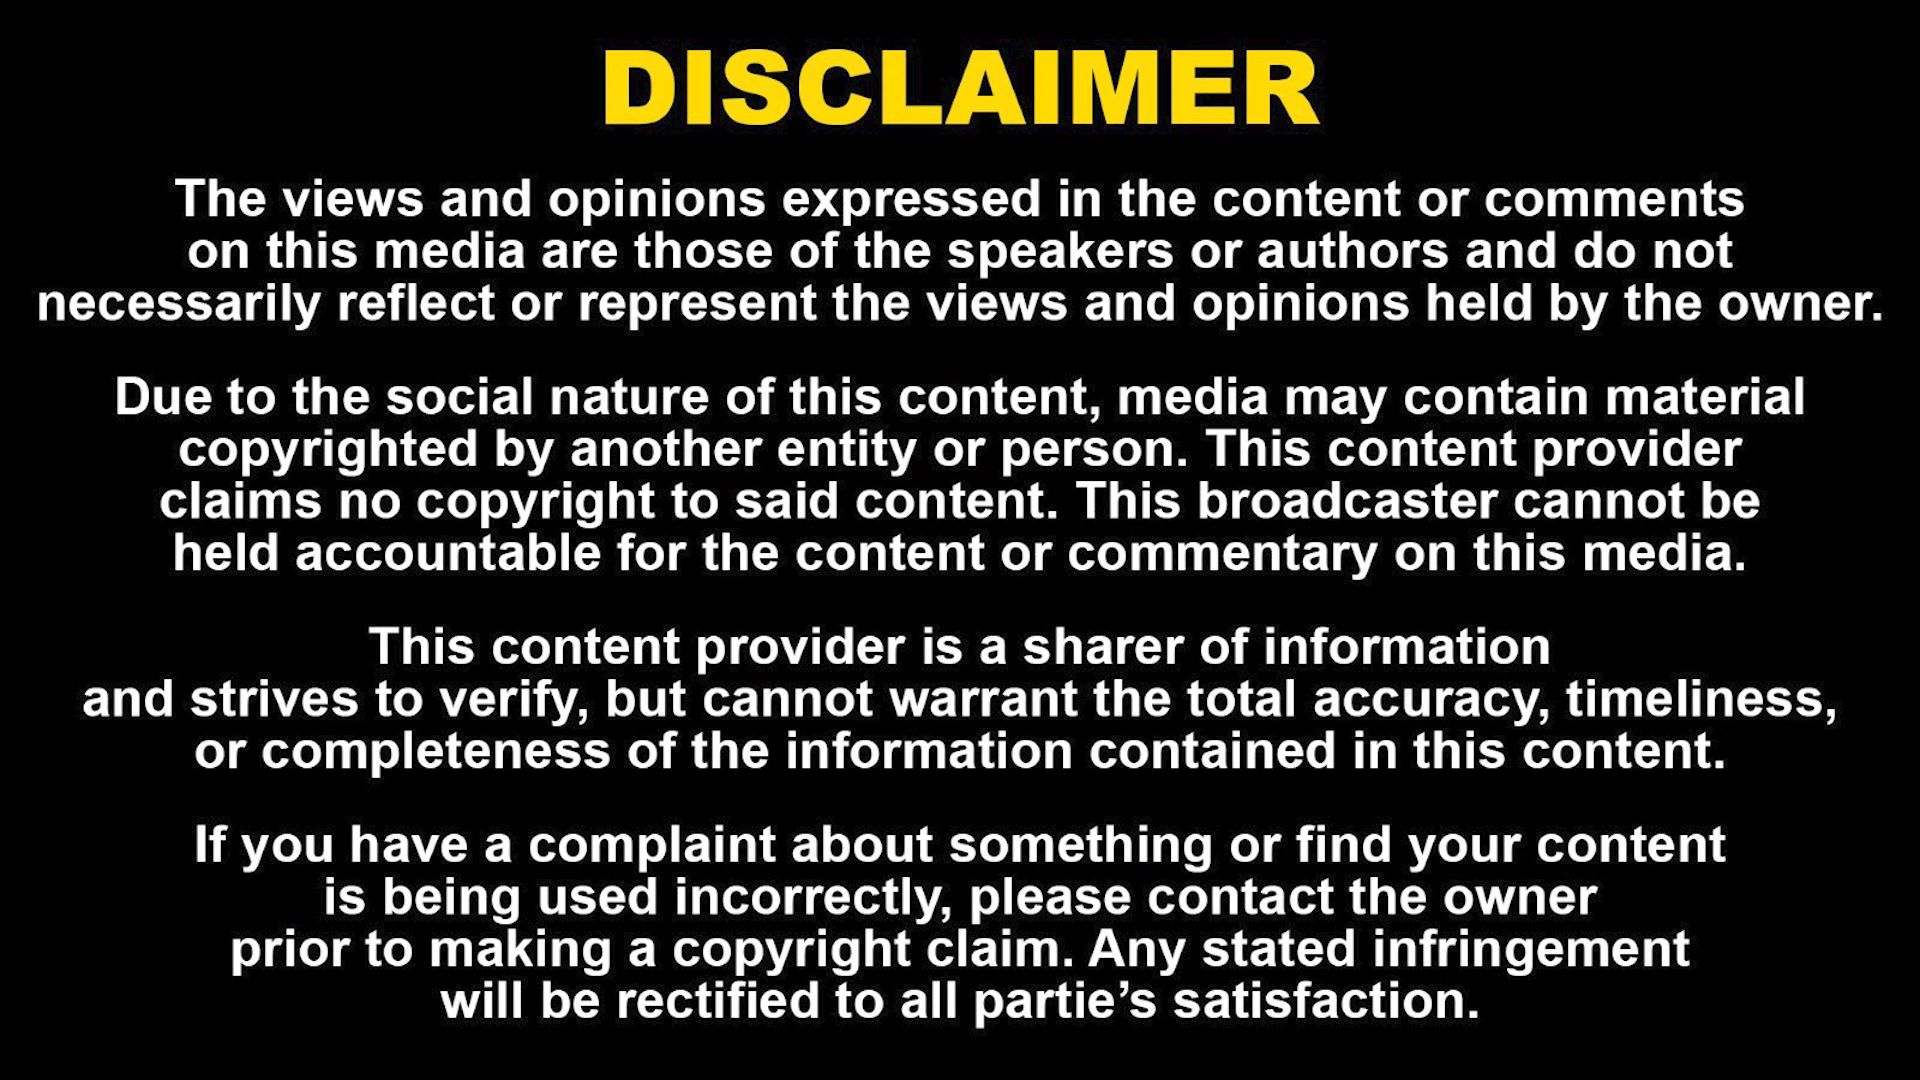 DISCLAIMER
The views and opinions expressed in the content or comments
on this media are those of the speakers or authors and do not
necessarily reflect or represent the views and opinions held by the owner.
Due to the social nature of this content, media may contain material
copyrighted by another entity or person. This content provider
claims no copyright to said content. This broadcaster cannot be
held accountable for the content or commentary on this media.
This content provider is a sharer of information
and strives to verify, but cannot warrant the total accuracy, timeliness,
or completeness of the information contained in this content.
If you have a complaint about something or find your content
is being used incorrectly, please contact the owner
prior to making a copyright claim. Any stated infringement
will be rectified to all partie’s satisfaction.